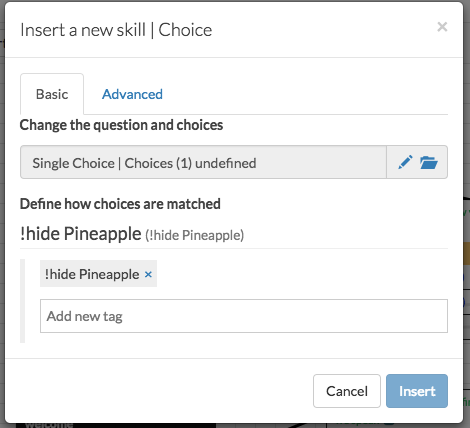 Insert a new skill | Choice
×
Basic
Advanced
Change the question and choices
Single Choice | Choices (1) undefined
Define how choices are matched
!hide Pineapple (!hide Pineapple)
!hide Pineapple ×
Add new tag
Cancel
Insert
welcome